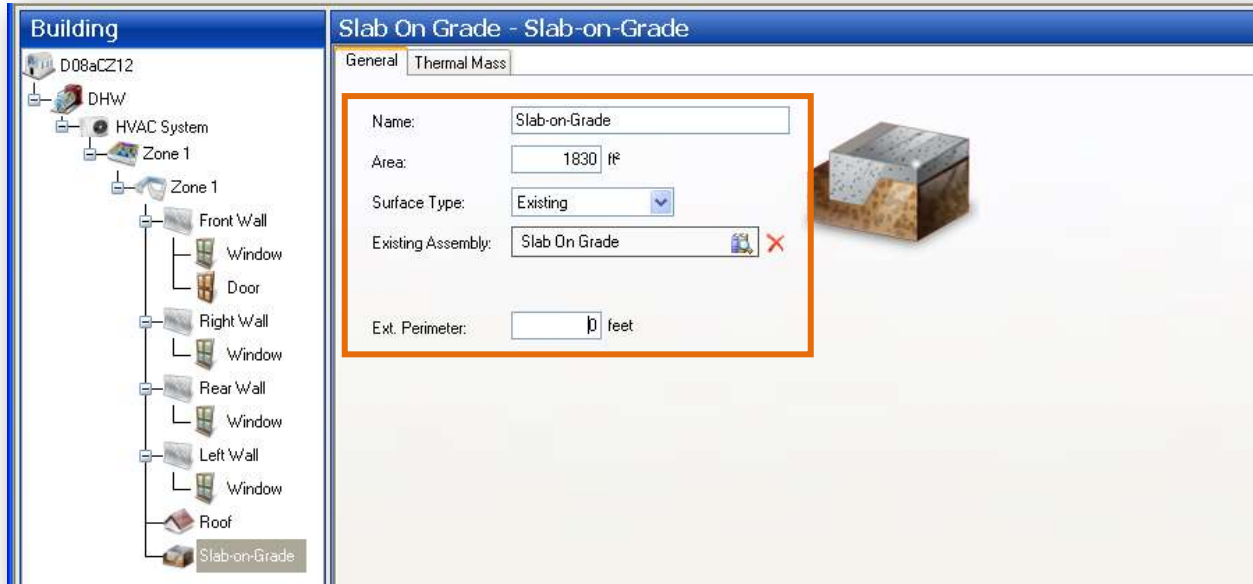 Building
D08aCZ12
DHW
HVAC System
Zone 1
Zone 1
Front Wall
Window
Door
Right Wall
Window
Rear Wall
Window
Left Wall
Window
Roof
Slab-on-Grade
Slab On Grade - Slab-on-Grade
General Thermal Mass
Name: Slab-on-Grade
Area: 1830 ft²
Surface Type: Existing
Existing Assembly: Slab On Grade
Ext. Perimeter: 0 feet